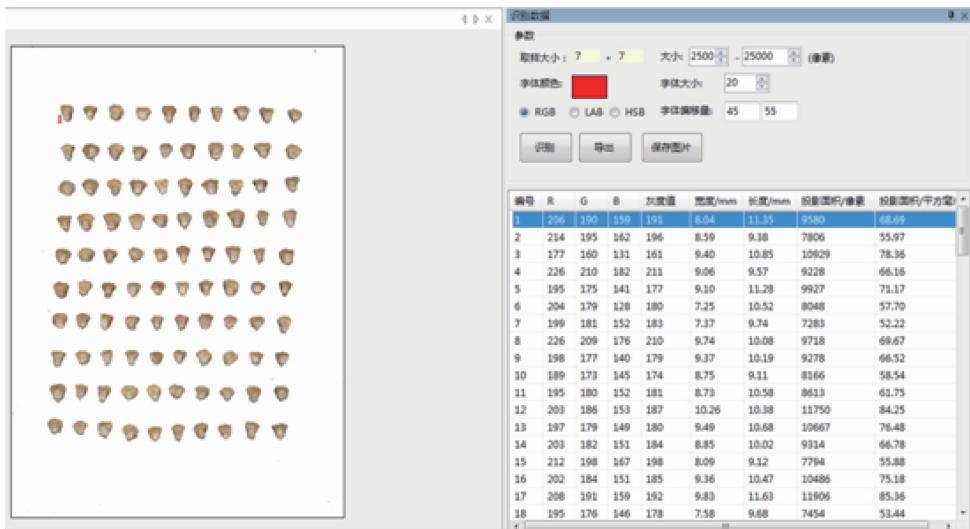 识别数据
参数
取样大小: 7 * 7 大小: 2500 - 25000 (像素)
字体颜色: 字体大小: 20
RGB LAB HSB 字体偏移量: 45 55
识别 导出 保存图片
1
编号 R G B 灰度值 宽度/mm 长度/mm 投影面积/像素 投影面积/平方毫
1 206 190 159 191 8.04 11.35 9580 68.69
2 214 195 162 196 8.59 9.38 7806 55.97
3 177 160 131 161 9.40 10.85 10929 78.36
4 226 210 182 211 9.06 9.57 9228 66.16
5 195 175 141 177 9.10 11.28 9927 71.17
6 204 179 128 180 7.25 10.52 8048 57.70
7 199 181 152 183 7.37 9.74 7283 52.22
8 226 209 176 210 9.74 10.08 9718 69.67
9 198 177 140 179 9.37 10.19 9278 66.52
10 189 173 145 174 8.75 9.11 8166 58.54
11 195 180 152 181 8.73 10.58 8613 61.75
12 203 186 153 187 10.26 10.38 11750 84.25
13 197 179 149 180 9.49 10.68 10667 76.48
14 203 182 151 184 8.85 10.02 9314 66.78
15 212 198 167 198 8.09 9.12 7794 55.88
16 202 184 151 185 9.36 10.47 10486 75.18
17 208 191 159 192 9.83 11.63 11906 85.36
18 195 176 146 178 7.58 9.68 7454 53.44